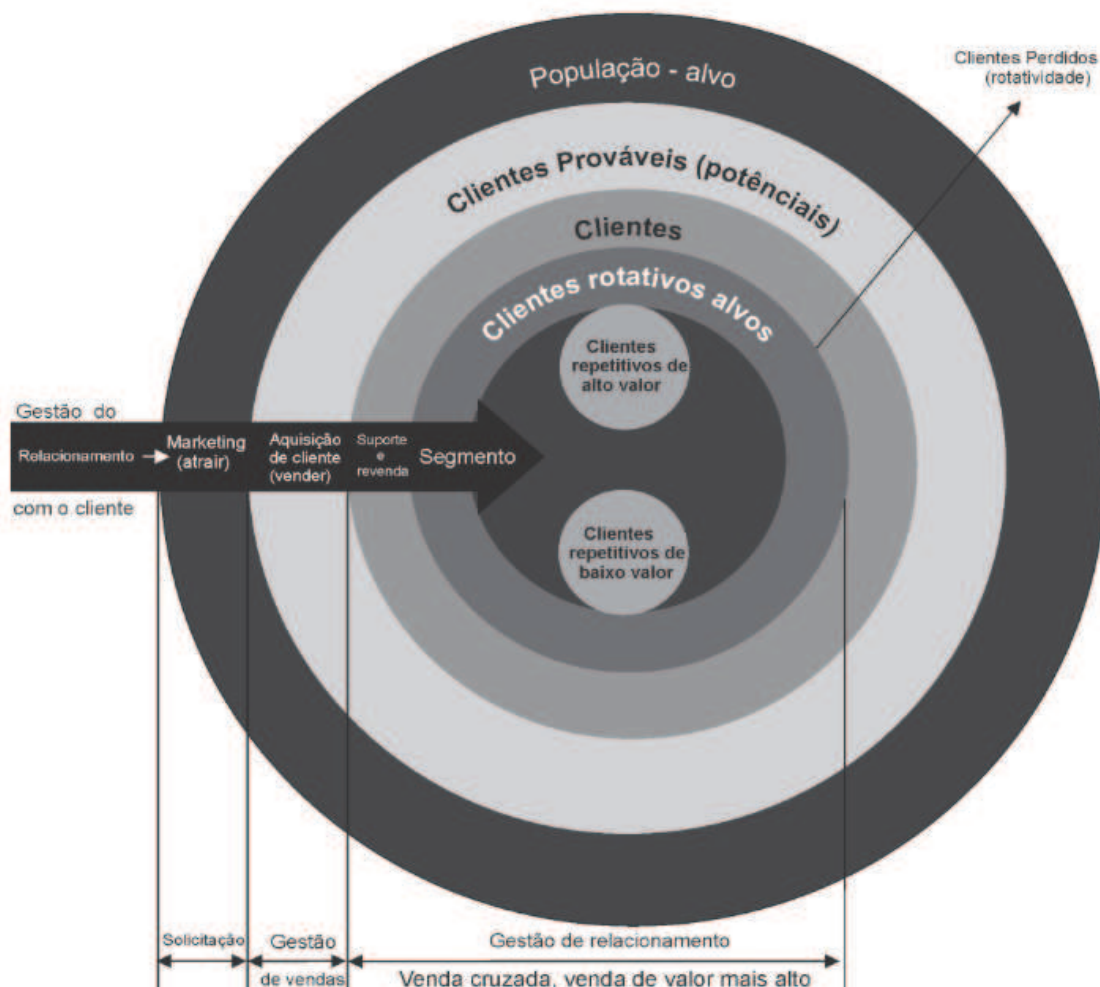 População - alvo
Clientes Perdidos
(rotatividade)
Clientes Prováveis (potênciais)
Clientes
Clientes rotativos alvos
Clientes
repetitivos de
alto valor
Gestão do
Relacionamento
com o cliente
Marketing
(atrair)
Aquisição
de cliente
(vender)
Suporte
e
revenda
Segmento
Clientes
repetitivos de
baixo valor
Solicitação
Gestão
de vendas
Gestão de relacionamento
Venda cruzada, venda de valor mais alto